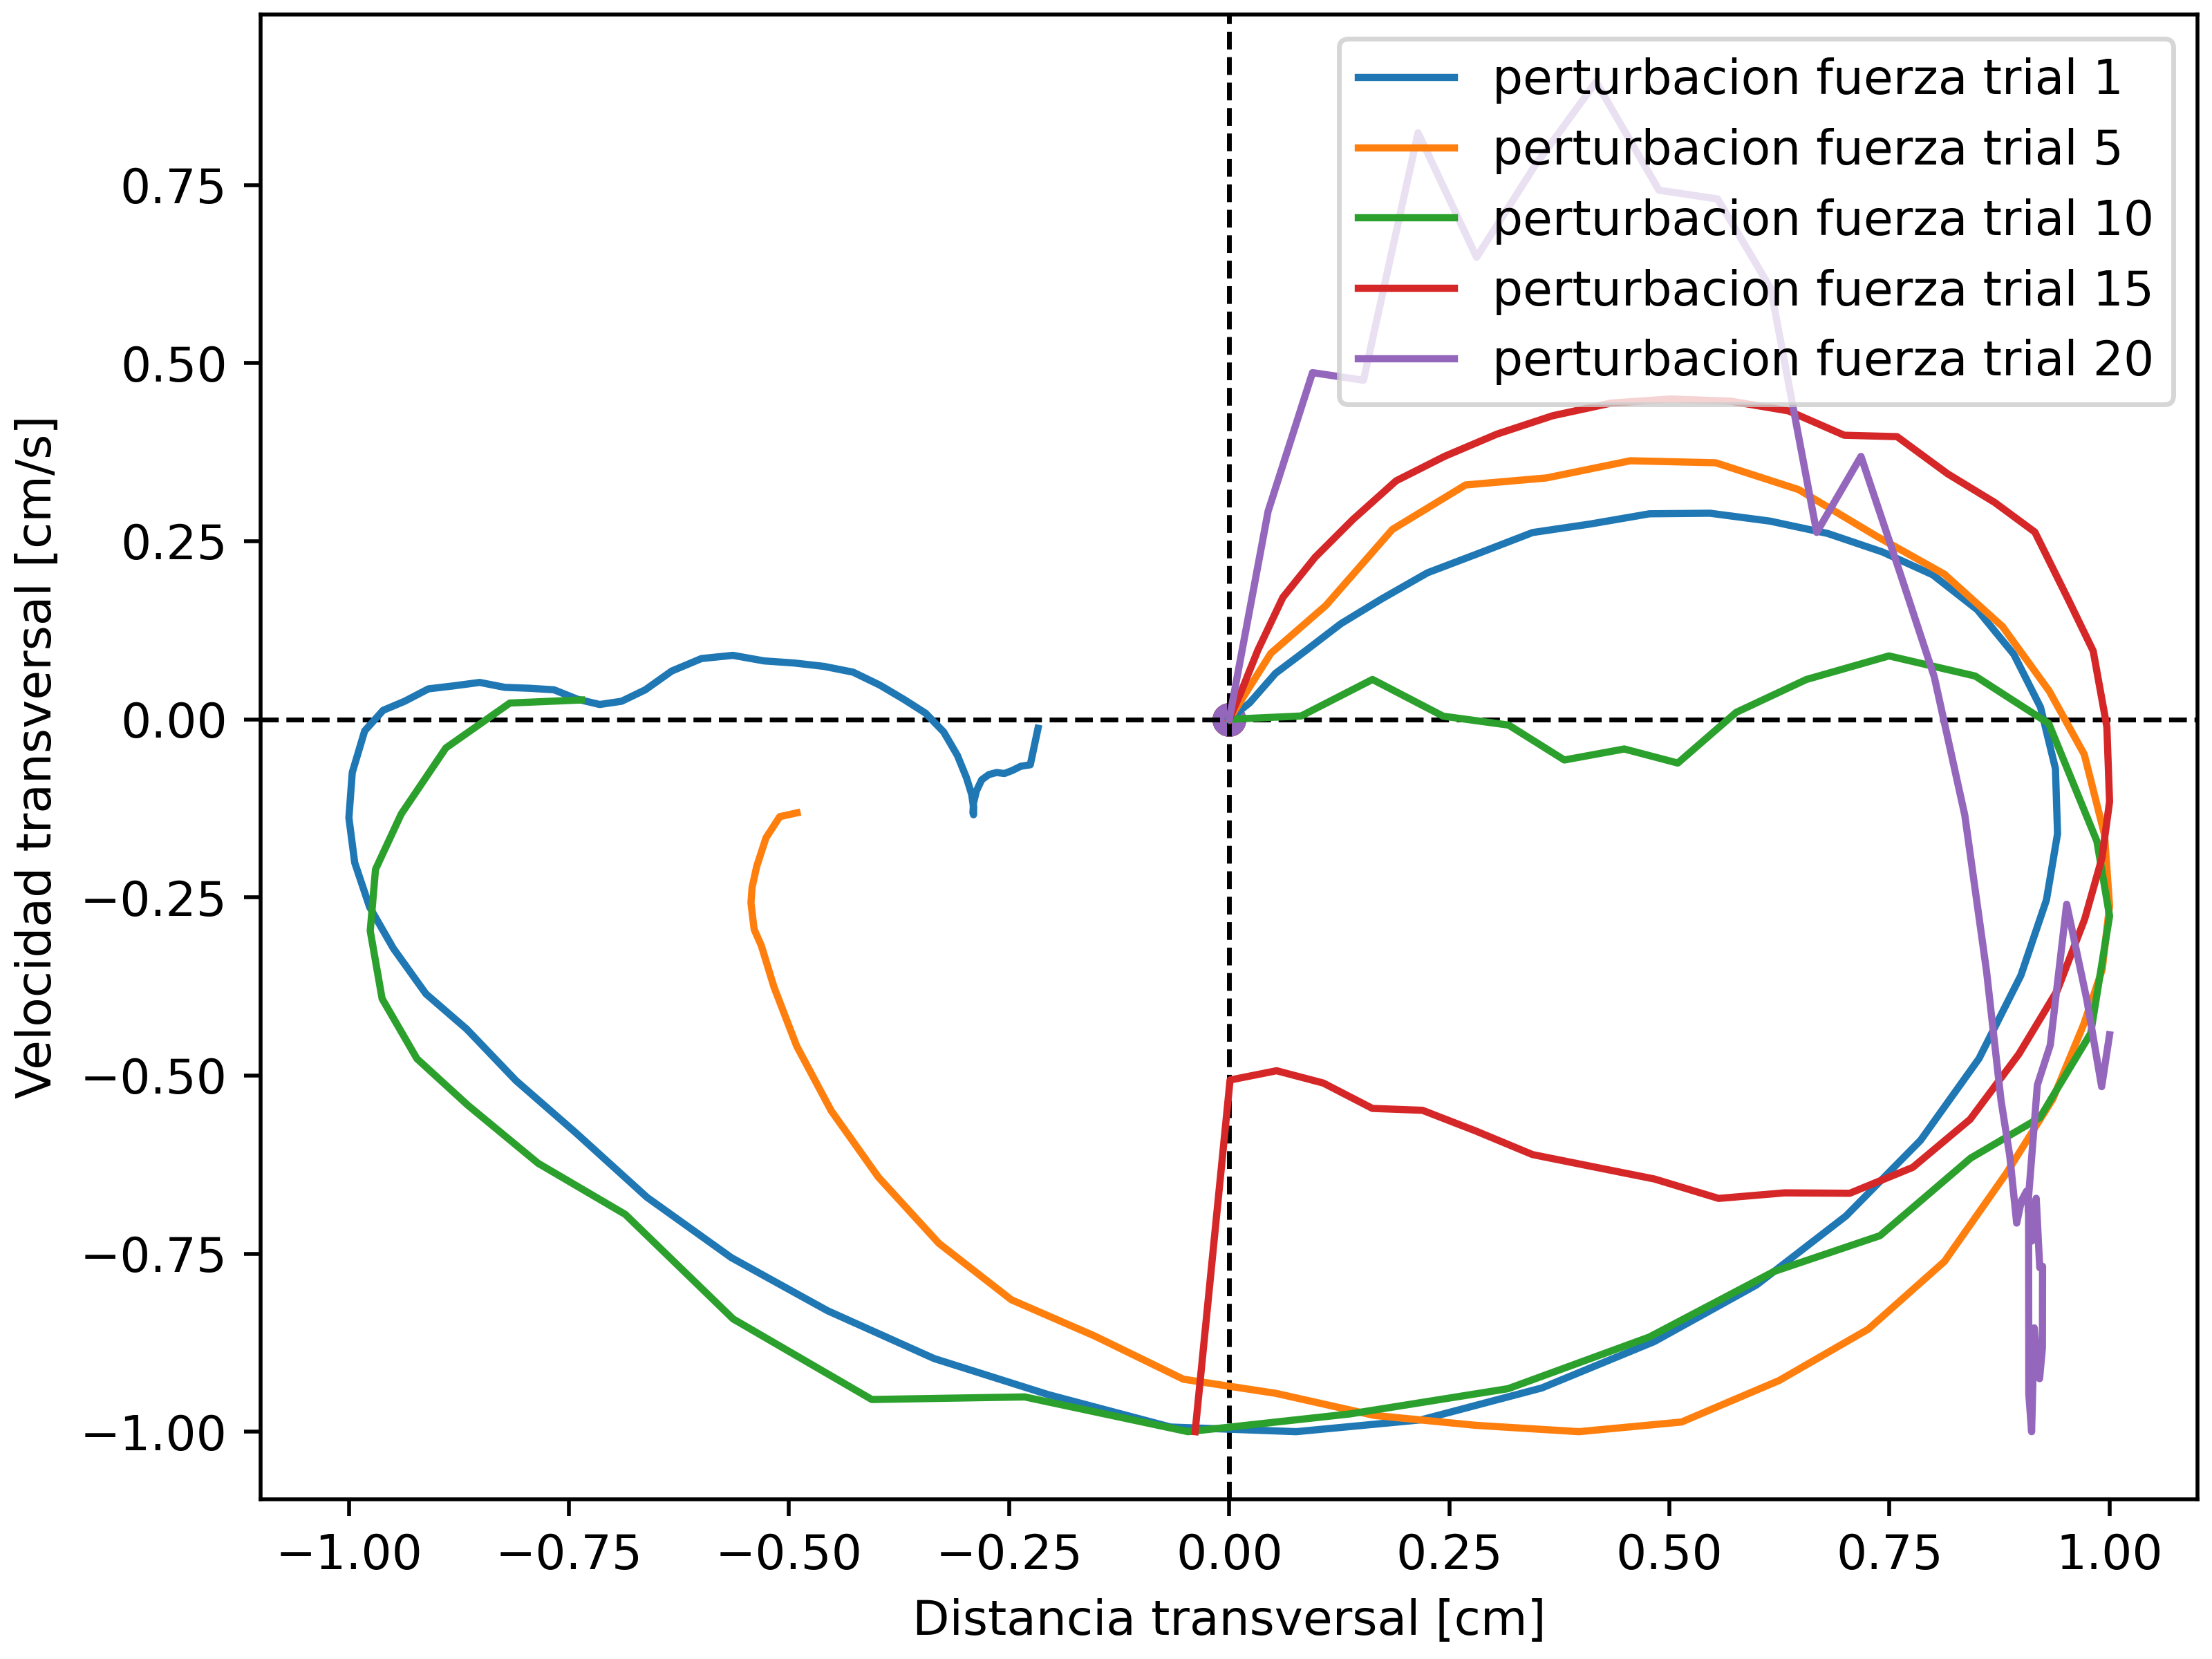 perturbacion fuerza trial 1
perturbacion fuerza trial 5
perturbacion fuerza trial 10
perturbacion fuerza trial 15
perturbacion fuerza trial 20
Velocidad transversal [cm/s]
0.75
0.50
0.25
0.00
−0.25
−0.50
−0.75
−1.00
−1.00 −0.75 −0.50 −0.25 0.00 0.25 0.50 0.75 1.00
Distancia transversal [cm]